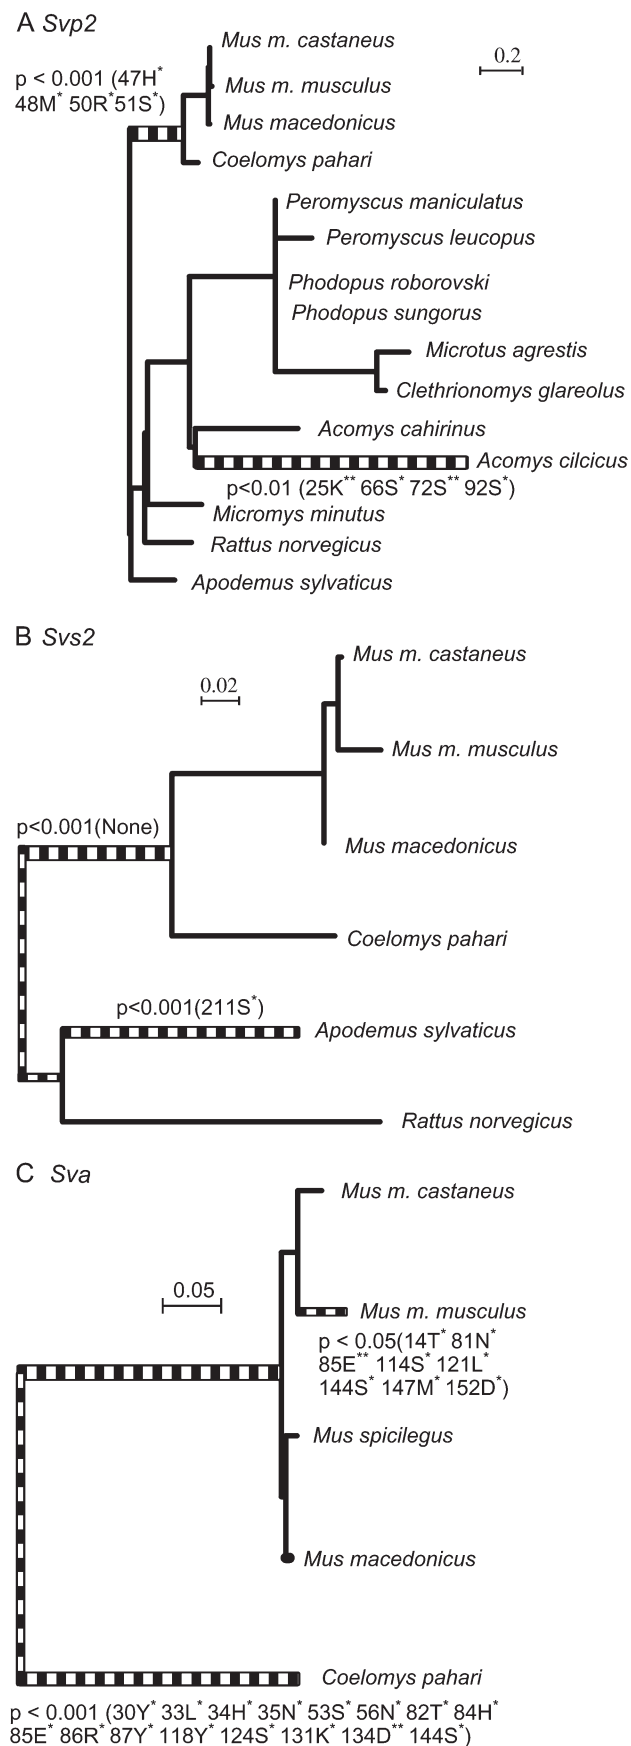 A Svp2
Mus m. castaneus
0.2
p < 0.001 (47H*
48M* 50R*51S*)
Mus m. musculus
Mus macedonicus
Coelomys pahari
Peromyscus maniculatus
Peromyscus leucopus
Phodopus roborovski
Phodopus sungorus
Microtus agrestis
Clethrionomys glareolus
Acomys cahirinus
Acomys cilcicus
p<0.01 (25K** 66S* 72S** 92S*)
Micromys minutus
Rattus norvegicus
Apodemus sylvaticus
B Svs2
Mus m. castaneus
0.02
Mus m. musculus
p<0.001(None)
Mus macedonicus
Coelomys pahari
p<0.001(211S*)
Apodemus sylvaticus
Rattus norvegicus
C Sva
Mus m. castaneus
0.05
Mus m. musculus
p < 0.05(14T* 81N*
85E** 114S* 121L*
144S* 147M* 152D*)
Mus spicilegus
Mus macedonicus
Coelomys pahari
p < 0.001 (30Y* 33L* 34H* 35N* 53S* 56N* 82T* 84H*
85E* 86R* 87Y* 118Y* 124S* 131K* 134D** 144S*)